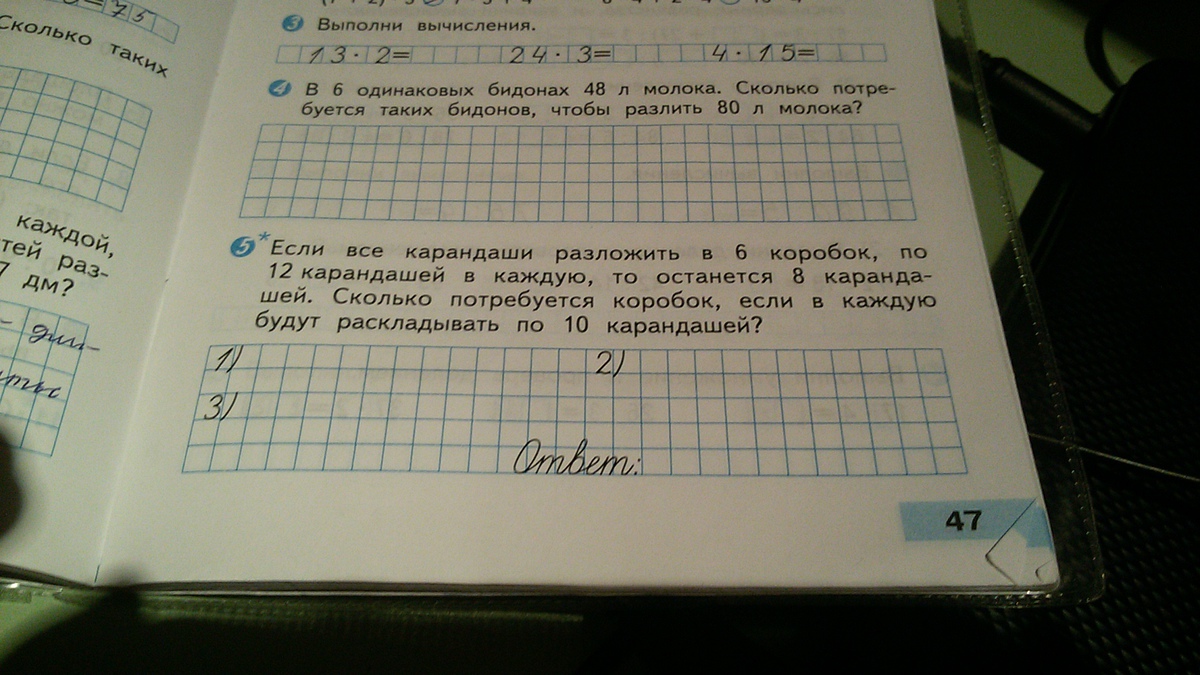 =75
Сколько таких
каждой,
тей раз-
7 дм?
3 Выполни вычисления.
13·2= 24·3= 4·15=
4 В 6 одинаковых бидонах 48 л молока. Сколько потре-
буется таких бидонов, чтобы разлить 80 л молока?
5* Если все карандаши разложить в 6 коробок, по
12 карандашей в каждую, то останется 8 каранда-
шей. Сколько потребуется коробок, если в каждую
будут раскладывать по 10 карандашей?
1) 2)
3)
Ответ:
47